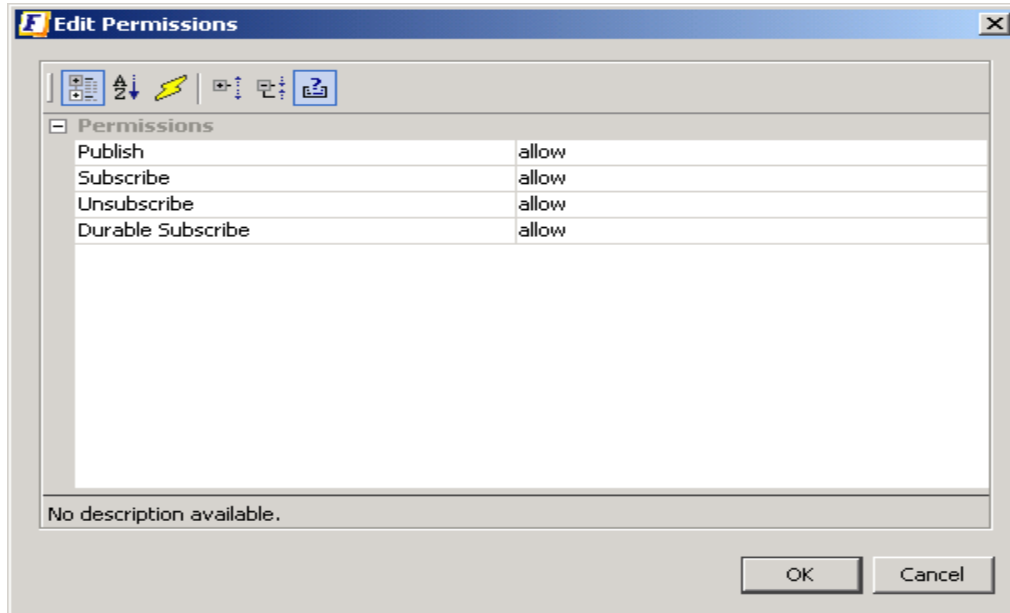 Edit Permissions
Permissions
Publish allow
Subscribe allow
Unsubscribe allow
Durable Subscribe allow
No description available.
OK Cancel